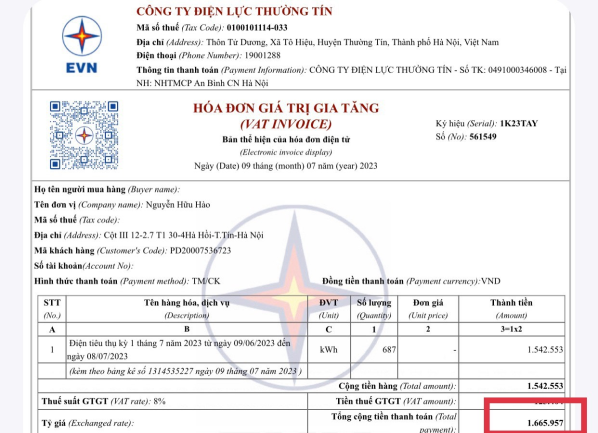 CÔNG TY ĐIỆN LỰC THƯỜNG TÍN
Mã số thuế (Tax Code): 0100101114-033
Địa chỉ (Address): Thôn Từ Dương, Xã Tô Hiệu, Huyện Thường Tín, Thành phố Hà Nội, Việt Nam
Điện thoại (Phone Number): 19001288
Thông tin thanh toán (Payment Information): CÔNG TY ĐIỆN LỰC THƯỜNG TÍN - Số TK: 0491000346008 - Tại
NH: NHTMCP An Bình CN Hà Nội
EVN
HÓA ĐƠN GIÁ TRỊ GIA TĂNG
(VAT INVOICE)
Bản thể hiện của hóa đơn điện tử
(Electronic invoice display)
Ngày (Date) 09 tháng (month) 07 năm (year) 2023
Ký hiệu (Serial): 1K23TAY
Số (No): 561549
Họ tên người mua hàng (Buyer name):
Tên đơn vị (Company name): Nguyễn Hữu Hào
Mã số thuế (Tax code):
Địa chỉ (Address): Cột III 12-2.7 T1 30-4Hà Hồi-T.Tín-Hà Nội
Mã khách hàng (Customer's Code): PD20007536723
Số tài khoản(Account No):
Hình thức thanh toán (Payment method): TM/CK Đồng tiền thanh toán (Payment currency):VND
STT Tên hàng hóa, dịch vụ ĐVT Số lượng Đơn giá Thành tiền
(No.) (Description) (Unit) (Quantity) (Unit price) (Amount)
A B C 1 2 3=1x2
1 Điện tiêu thụ kỳ 1 tháng 7 năm 2023 từ ngày 09/06/2023 đến kWh 687 - 1.542.553
ngày 08/07/2023
(kèm theo bảng kê số 1314535227 ngày 09 tháng 07 năm 2023 )
Cộng tiền hàng (Total amount): 1.542.553
Thuế suất GTGT (VAT rate): 8% Tiền thuế GTGT (VAT amount):
Tỷ giá (Exchanged rate): Tổng cộng tiền thanh toán (Total
payment): 1.665.957